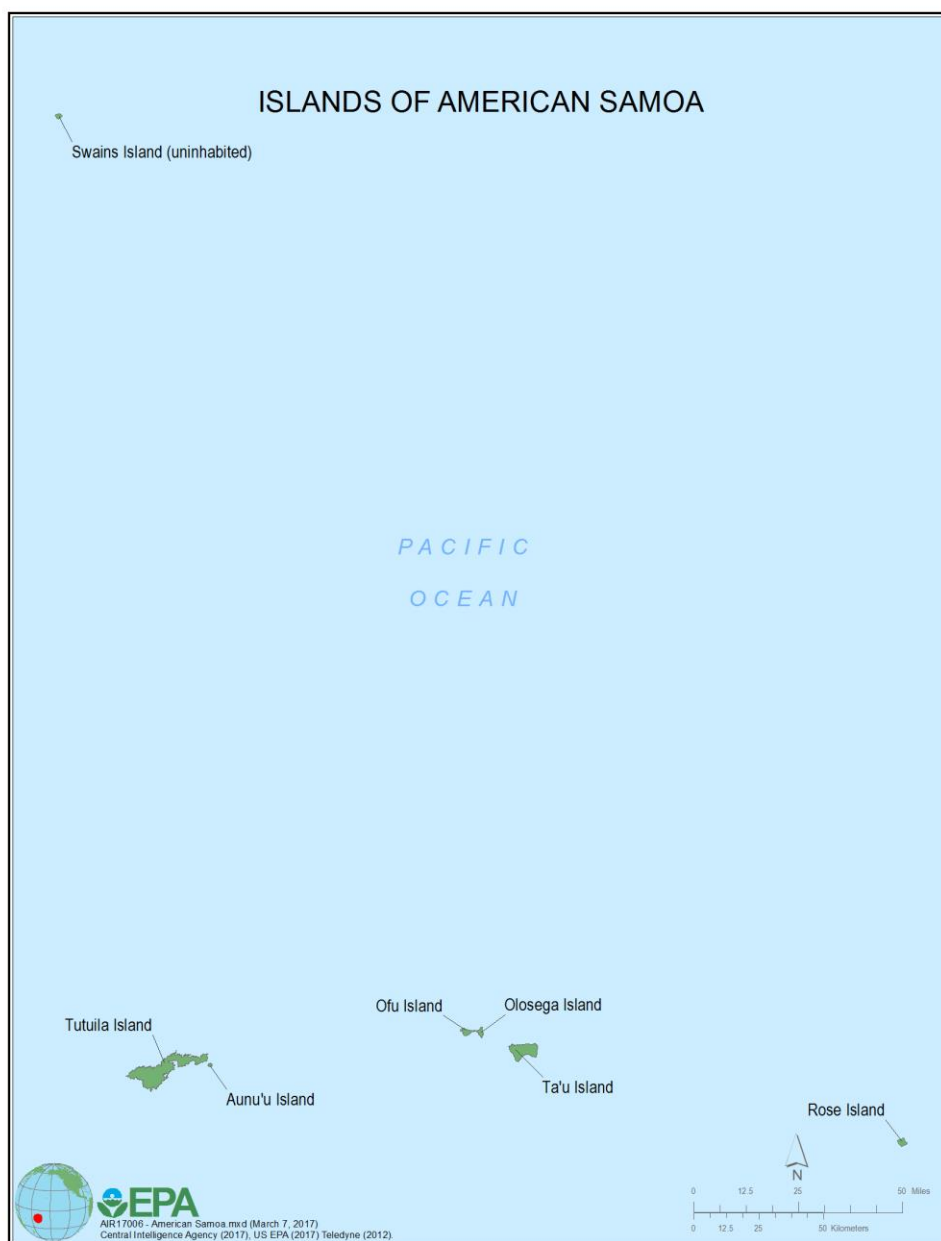 ISLANDS OF AMERICAN SAMOA
Swains Island (uninhabited)
PACIFIC
OCEAN
Ofu Island
Olosega Island
Tutuila Island
Aunu'u Island
Ta'u Island
Rose Island
N
0 12.5 25 50 Miles
0 12.5 25 50 Kilometers
EPA
AIR17006 - American Samoa.mxd (March 7, 2017)
Central Intelligence Agency (2017), US EPA (2017) Teledyne (2012).